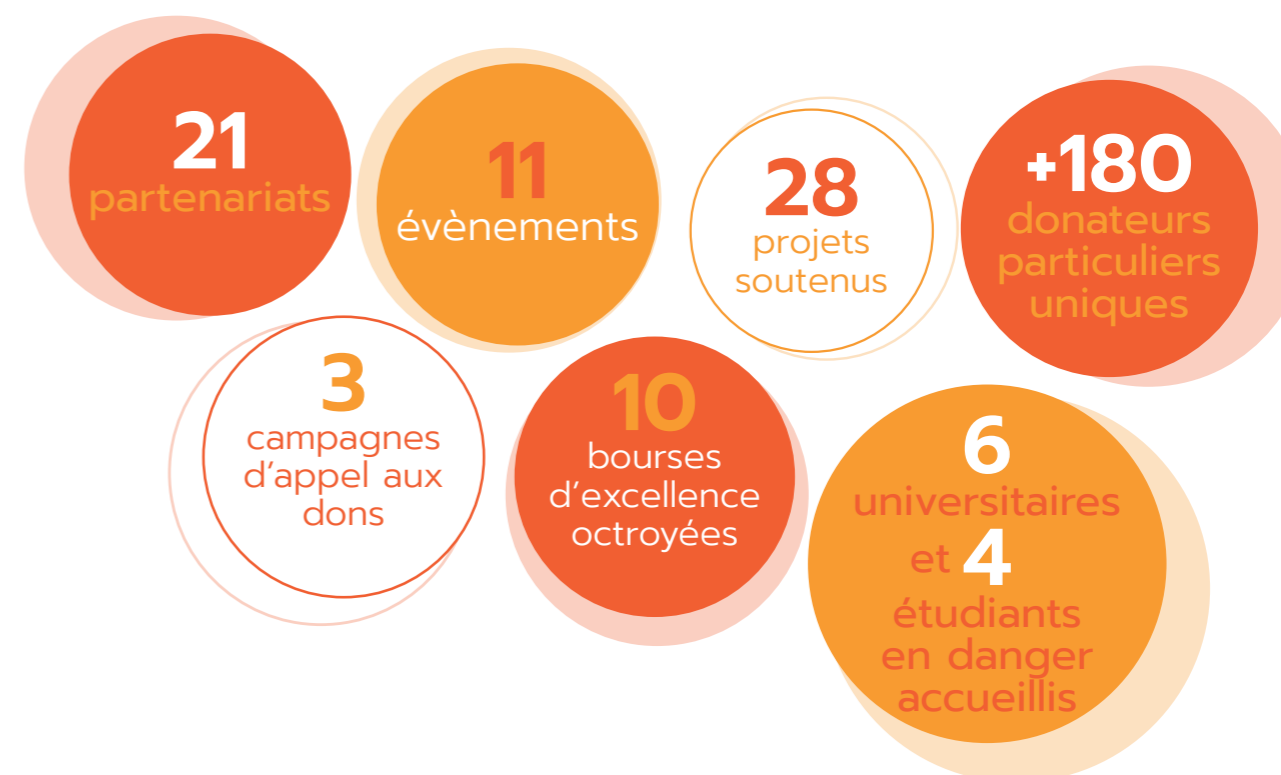 21
partenariats
11
évènements
28
projets
soutenus
+180
donateurs
particuliers
uniques
3
campagnes
d’appel aux
dons
10
bourses
d’excellence
octroyées
6
universitaires
et 4
étudiants
en danger
accueillis